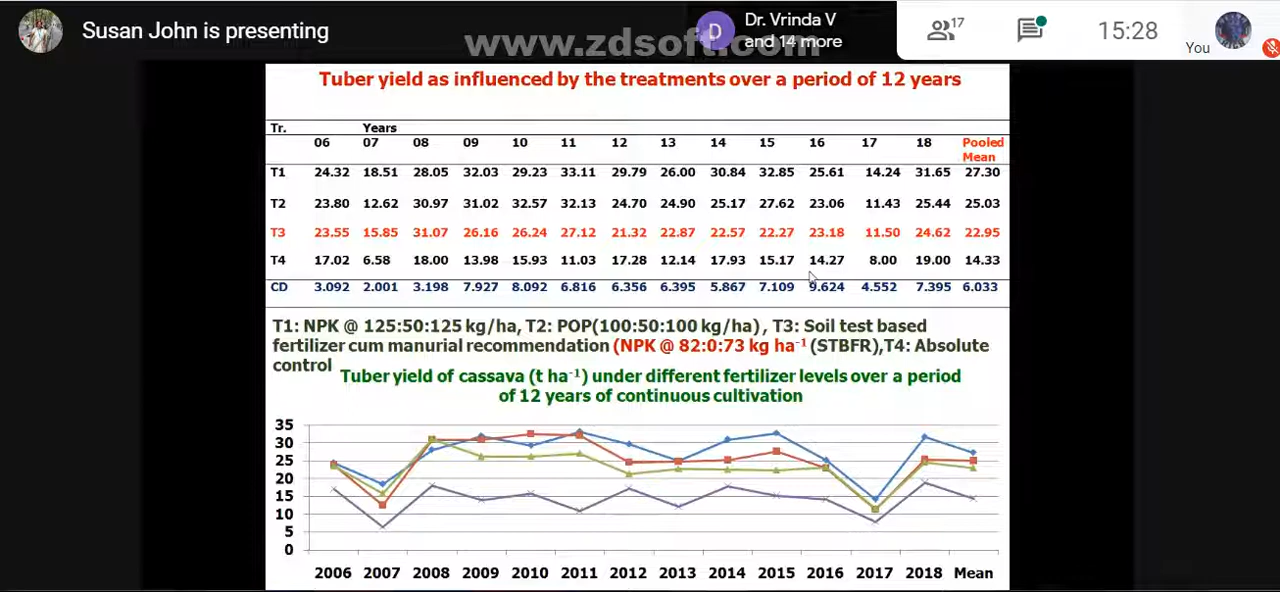 Susan John is presenting
D
Dr. Vrinda V
and 14 more
17
15:28
You
www.zdsoft.com
Tuber yield as influenced by the treatments over a period of 12 years
Tr. Years
06 07 08 09 10 11 12 13 14 15 16 17 18 Pooled Mean
T1 24.32 18.51 28.05 32.03 29.23 33.11 29.79 26.00 30.84 32.85 25.61 14.24 31.65 27.30
T2 23.80 12.62 30.97 31.02 32.57 32.13 24.70 24.90 25.17 27.62 23.06 11.43 25.44 25.03
T3 23.55 15.85 31.07 26.16 26.24 27.12 21.32 22.87 22.57 22.27 23.18 11.50 24.62 22.95
T4 17.02 6.58 18.00 13.98 15.93 11.03 17.28 12.14 17.93 15.17 14.27 8.00 19.00 14.33
CD 3.092 2.001 3.198 7.927 8.092 6.816 6.356 6.395 5.867 7.109 9.624 4.552 7.395 6.033
T1: NPK @ 125:50:125 kg/ha, T2: POP(100:50:100 kg/ha), T3: Soil test based
fertilizer cum manurial recommendation (NPK @ 82:0:73 kg ha⁻¹ (STBFR),T4: Absolute
control
Tuber yield of cassava (t ha⁻¹) under different fertilizer levels over a period
of 12 years of continuous cultivation
35
30
25
20
15
10
5
0
2006 2007 2008 2009 2010 2011 2012 2013 2014 2015 2016 2017 2018 Mean